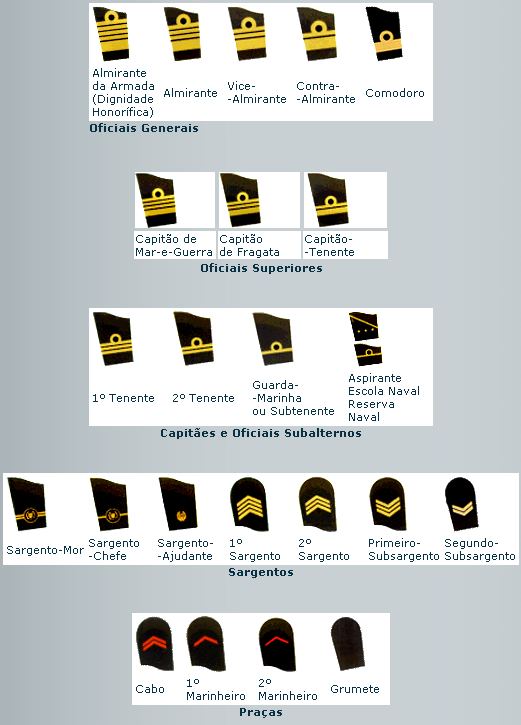 Almirante
da Armada
(Dignidade
Honorífica)
Almirante
Vice-
-Almirante
Contra-
-Almirante
Comodoro
Oficiais Generais
Capitão de
Mar-e-Guerra
Capitão
de Fragata
Capitão-
-Tenente
Oficiais Superiores
1º Tenente
2º Tenente
Guarda-
-Marinha
ou Subtenente
Aspirante
Escola Naval
Reserva
Naval
Capitães e Oficiais Subalternos
Sargento-Mor
Sargento
-Chefe
Sargento-
-Ajudante
1º
Sargento
2º
Sargento
Primeiro-
Subsargento
Segundo-
Subsargento
Sargentos
Cabo
1º
Marinheiro
2º
Marinheiro
Grumete
Praças